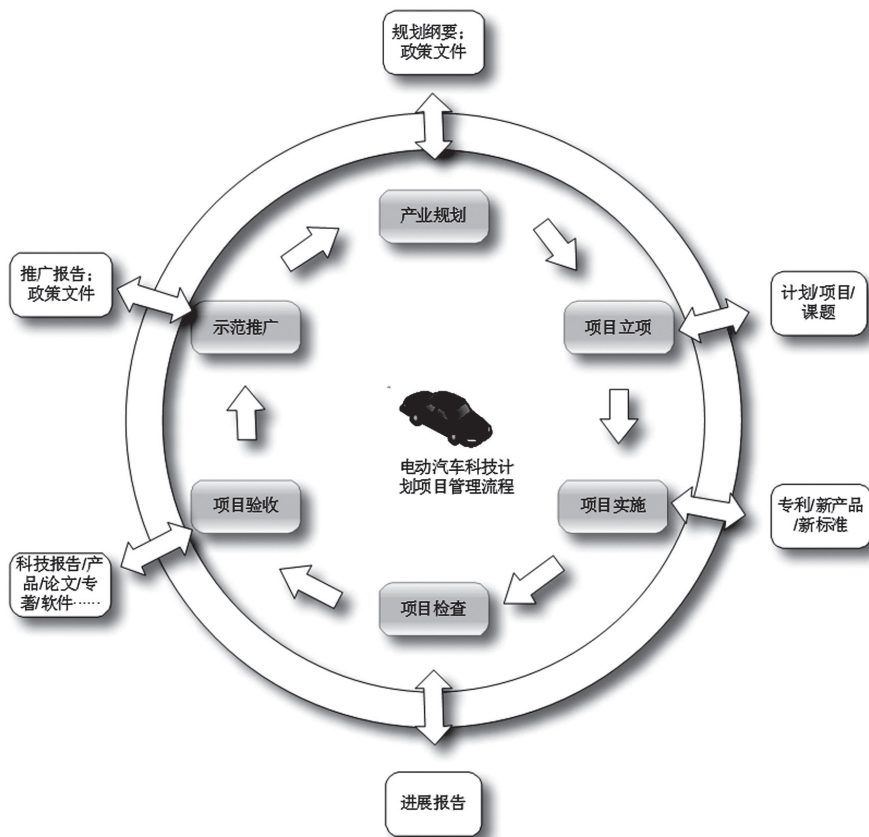 规划纲要;
政策文件
产业规划
推广报告;
政策文件
示范推广
项目立项
计划/项目/
课题
电动汽车科技计
划项目管理流程
项目验收
项目实施
专利/新产品
/新标准
科技报告/产
品/论文/专
著/软件……
项目检查
进展报告